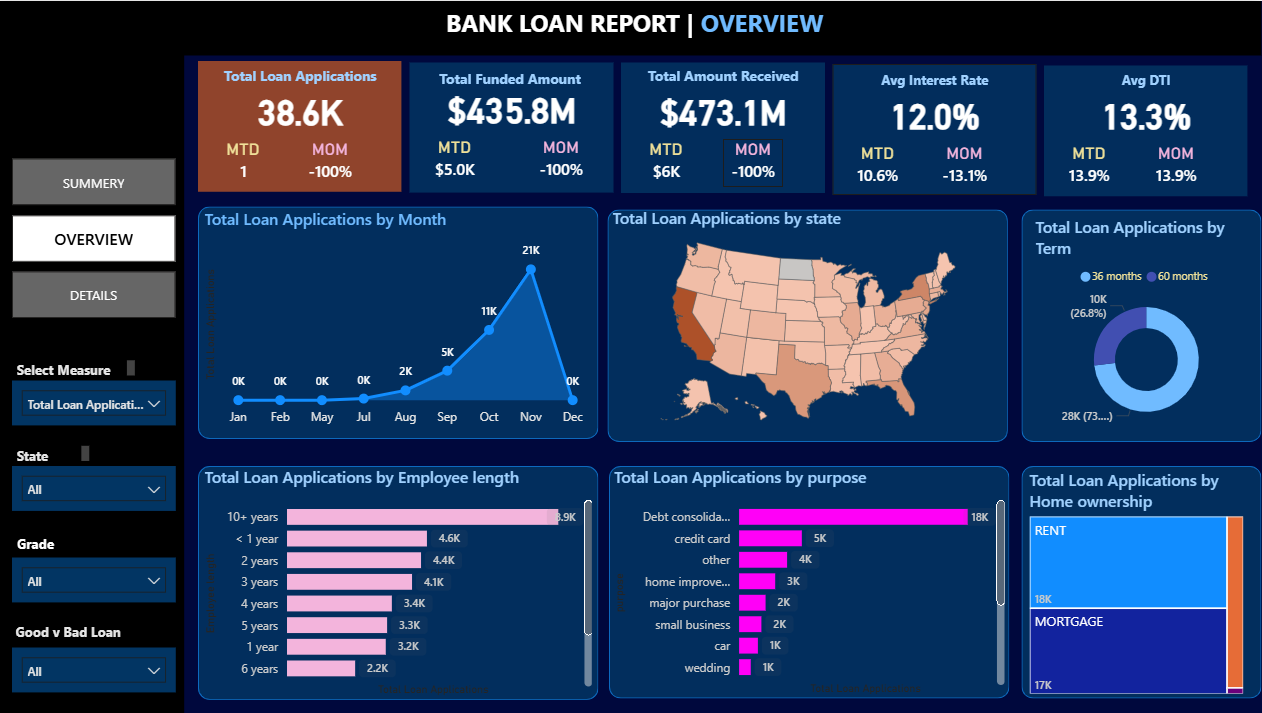 BANK LOAN REPORT | OVERVIEW
Total Loan Applications
38.6K
MTD MOM
1 -100%
Total Funded Amount
$435.8M
MTD MOM
$5.0K -100%
Total Amount Received
$473.1M
MTD MOM
$6K -100%
Avg Interest Rate
12.0%
MTD MOM
10.6% -13.1%
Avg DTI
13.3%
MTD MOM
13.9% 13.9%
SUMMERY
OVERVIEW
DETAILS
Select Measure
Total Loan Applicati...
State
All
Grade
All
Good v Bad Loan
All
Total Loan Applications by Month
0K 0K 0K 0K 2K 5K 11K 21K 0K
Jan Feb May Jul Aug Sep Oct Nov Dec
Total Loan Applications by state
Total Loan Applications by
Term
36 months 60 months
10K
(26.8%)
28K (73....)
Total Loan Applications by Employee length
10+ years .9K
< 1 year 4.6K
2 years 4.4K
3 years 4.1K
4 years 3.4K
5 years 3.3K
1 year 3.2K
6 years 2.2K
Total Loan Applications by purpose
Debt consolida... 18K
credit card 5K
other 4K
home improve... 3K
major purchase 2K
small business 2K
car 1K
wedding 1K
Total Loan Applications by
Home ownership
RENT
18K
MORTGAGE
17K